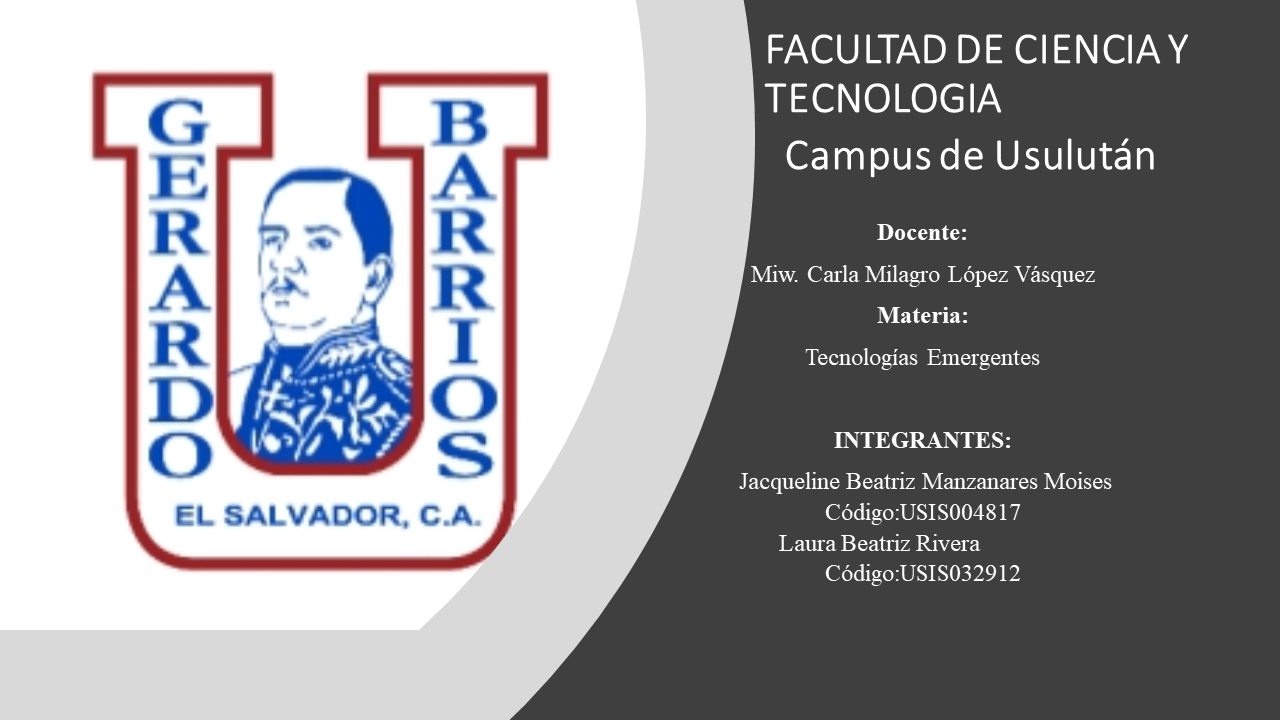 GERARDO
BARRIOS
EL SALVADOR, C.A.
FACULTAD DE CIENCIA Y
TECNOLOGIA
Campus de Usulután
Docente:
Miw. Carla Milagro López Vásquez
Materia:
Tecnologías Emergentes
INTEGRANTES:
Jacqueline Beatriz Manzanares Moises
Código:USIS004817
Laura Beatriz Rivera
Código:USIS032912